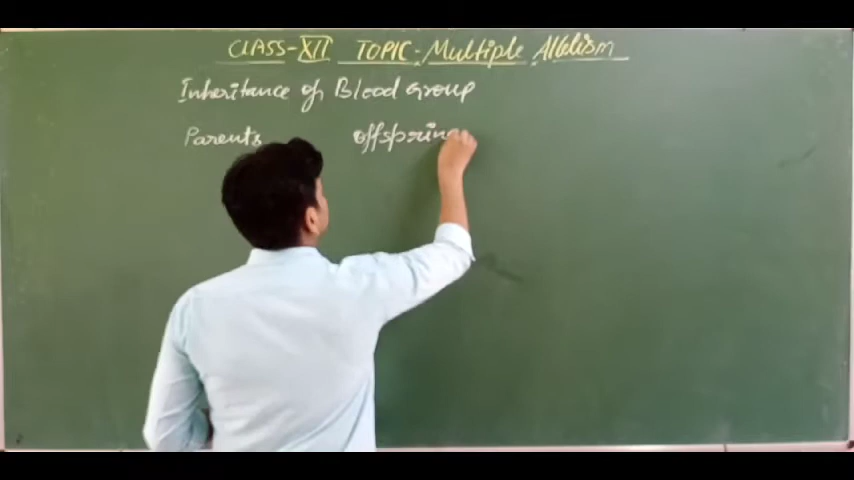 CLASS-XII TOPIC-Multiple Allelism
Inheritance of Blood Group
Parents offspring